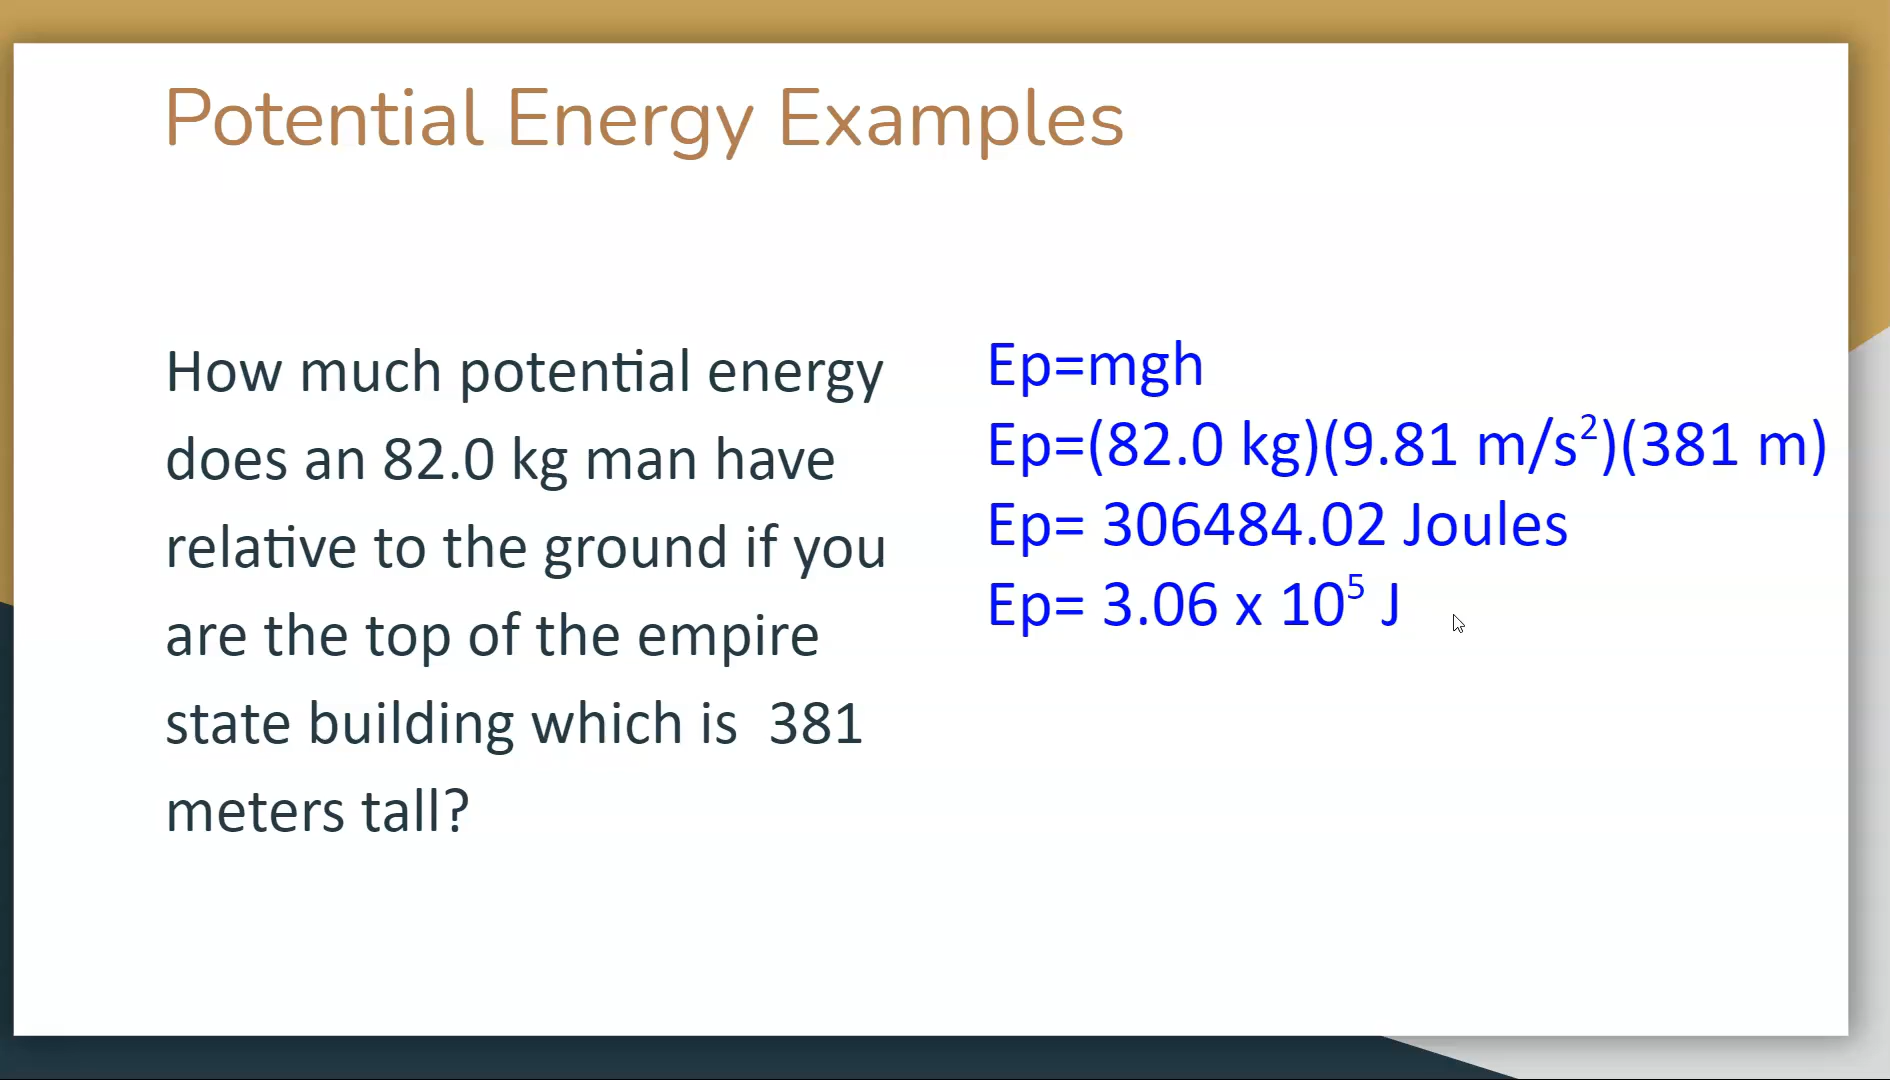 Potential Energy Examples
How much potential energy
does an 82.0 kg man have
relative to the ground if you
are the top of the empire
state building which is  381
meters tall?
Ep=mgh
Ep=(82.0 kg)(9.81 m/s²)(381 m)
Ep= 306484.02 Joules
Ep= 3.06 x 10⁵ J